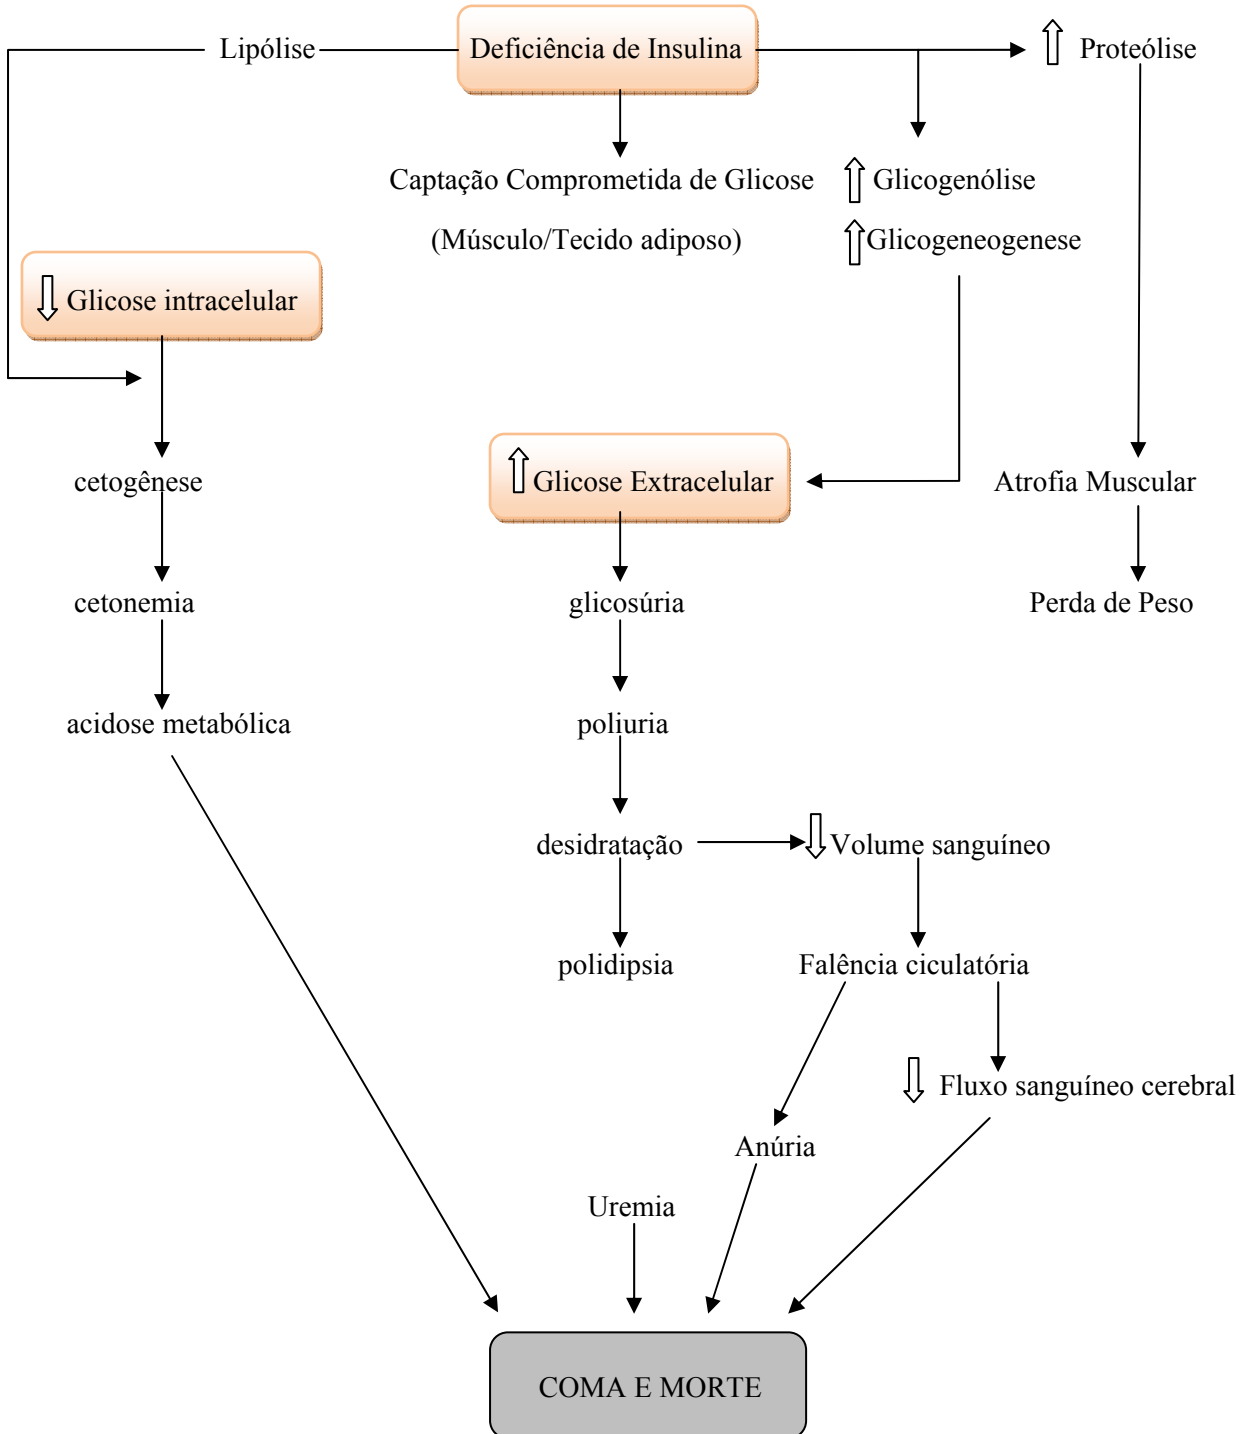 Lipólise
Deficiência de Insulina
Proteólise
Captação Comprometida de Glicose
(Músculo/Tecido adiposo)
Glicogenólise
Glicogeneogenese
Glicose intracelular
cetogênese
Glicose Extracelular
Atrofia Muscular
cetonemia
glicosúria
Perda de Peso
acidose metabólica
poliuria
desidratação
Volume sanguíneo
polidipsia
Falência ciculatória
Fluxo sanguíneo cerebral
Anúria
Uremia
COMA E MORTE